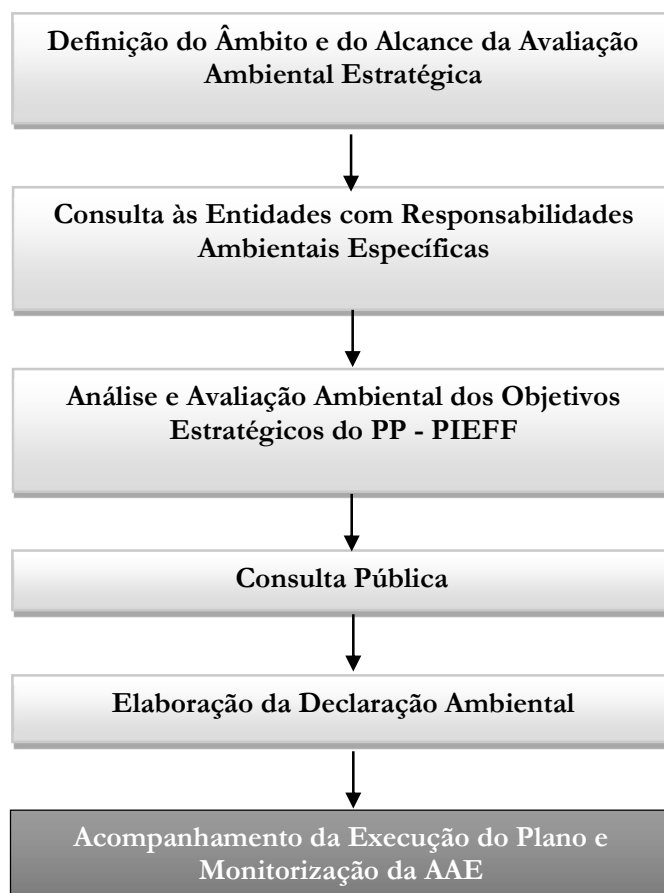 Definição do Âmbito e do Alcance da Avaliação
Ambiental Estratégica
Consulta às Entidades com Responsabilidades
Ambientais Específicas
Análise e Avaliação Ambiental dos Objetivos
Estratégicos do PP - PIEFF
Consulta Pública
Elaboração da Declaração Ambiental
Acompanhamento da Execução do Plano e
Monitorização da AAE